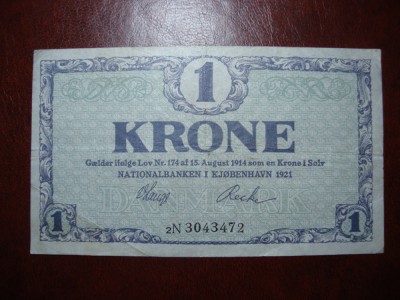 1
KRONE
Gælder ifølge Lov Nr. 174 af 15. August 1914 som en Krone i Sølv
NATIONALBANKEN I KJØBENHAVN 1921
1 DANMARK 1
2N 3043472